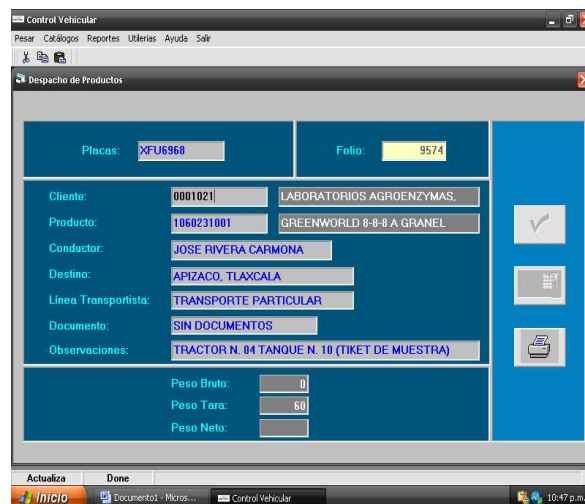 Control Vehicular
Pesar Catálogos Reportes Utilerias Ayuda Salir
Despacho de Productos
Placas: XFU6968 Folio: 9574
Cliente: 0001021 LABORATORIOS AGROENZYMAS,
Producto: 1060231001 GREENWORLD 8-8-8 A GRANEL
Conductor: JOSE RIVERA CARMONA
Destino: APIZACO, TLAXCALA
Línea Transportista: TRANSPORTE PARTICULAR
Documento: SIN DOCUMENTOS
Observaciones: TRACTOR N. 04 TANQUE N. 10 (TIKET DE MUESTRA)
Peso Bruto: 0
Peso Tara: 60
Peso Neto:
Actualiza Done
Inicio Documento1 - Micros... Control Vehicular 10:47 p.m.